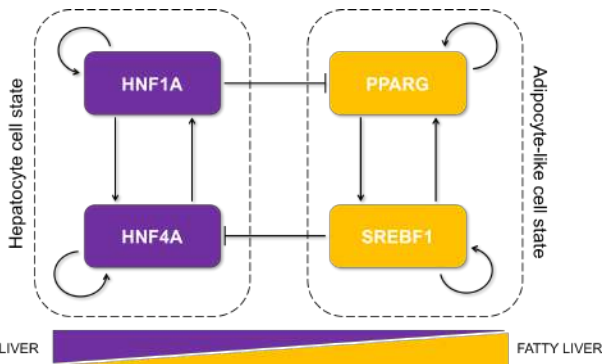 Hepatocyte cell state
HNF1A
PPARG
Adipocyte-like cell state
HNF4A
SREBF1
LIVER
FATTY LIVER